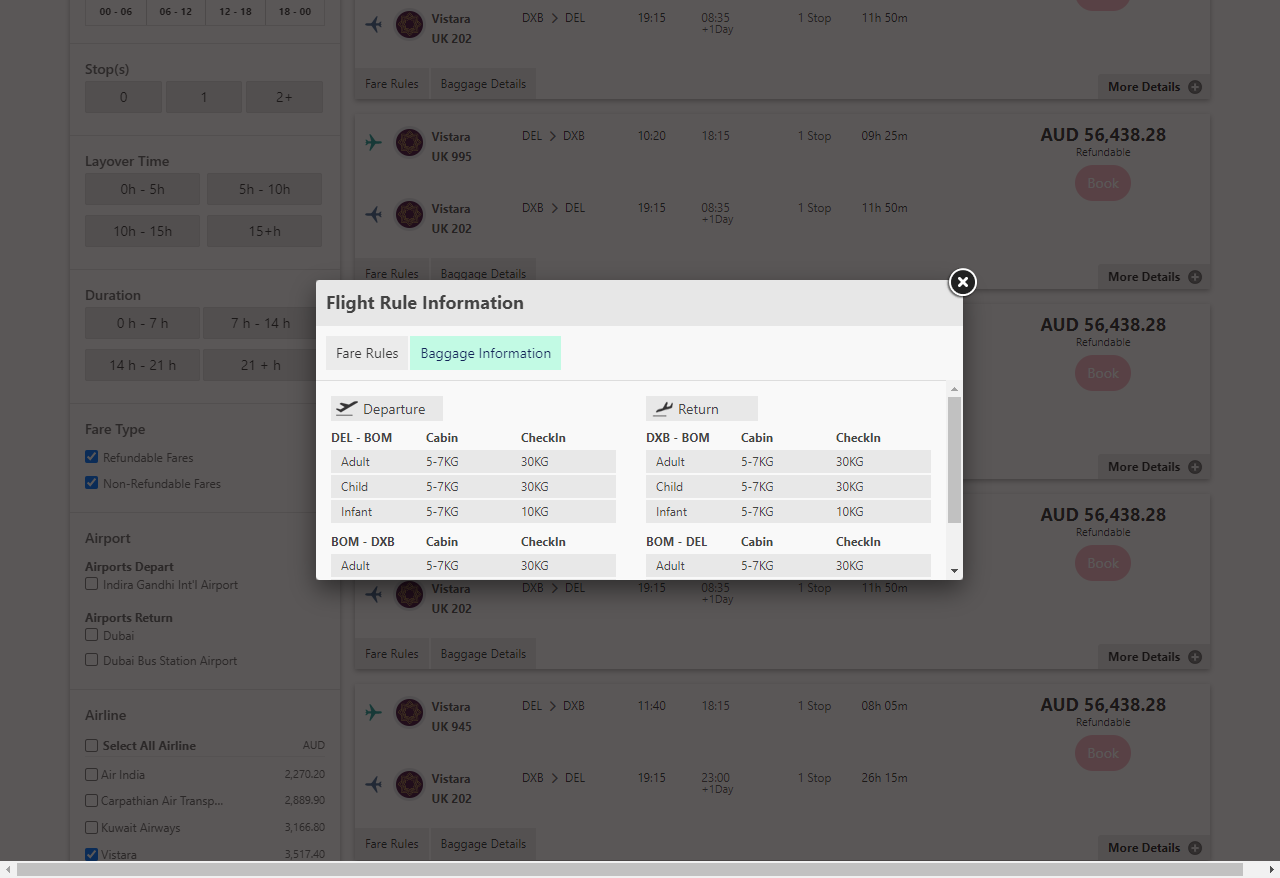 00 - 06 06 - 12 12 - 18 18 - 00
Stop(s)
0 1 2+
Layover Time
0h - 5h 5h - 10h
10h - 15h 15+h
Duration
0 h - 7 h 7 h - 14 h
14 h - 21 h 21 + h
Fare Type
Refundable Fares
Non-Refundable Fares
Airport
Airports Depart
Indira Gandhi Int'l Airport
Airports Return
Dubai
Dubai Bus Station Airport
Airline
Select All Airline AUD
Air India 2,270.20
Carpathian Air Transp... 2,889.90
Kuwait Airways 3,166.80
Vistara 3,517.40
Vistara DXB > DEL 19:15 08:35 1 Stop 11h 50m
+1Day
UK 202
Fare Rules Baggage Details More Details
Vistara DEL > DXB 10:20 18:15 1 Stop 09h 25m AUD 56,438.28
UK 995 Refundable
Book
Vistara DXB > DEL 19:15 08:35 1 Stop 11h 50m
+1Day
UK 202
Fare Rules Baggage Details More Details
AUD 56,438.28
Refundable
Book
More Details
Flight Rule Information
Fare Rules Baggage Information
Departure
DEL - BOM Cabin CheckIn
Adult 5-7KG 30KG
Child 5-7KG 30KG
Infant 5-7KG 10KG
BOM - DXB Cabin CheckIn
Adult 5-7KG 30KG
Return
DXB - BOM Cabin CheckIn
Adult 5-7KG 30KG
Child 5-7KG 30KG
Infant 5-7KG 10KG
BOM - DEL Cabin CheckIn
Adult 5-7KG 30KG
AUD 56,438.28
Refundable
Book
DXB > DEL 19:15 08:35 1 Stop 11h 50m
+1Day
UK 202
Fare Rules Baggage Details More Details
Vistara DEL > DXB 11:40 18:15 1 Stop 08h 05m AUD 56,438.28
UK 945 Refundable
Book
Vistara DXB > DEL 19:15 23:00 1 Stop 26h 15m
+1Day
UK 202
Fare Rules Baggage Details More Details